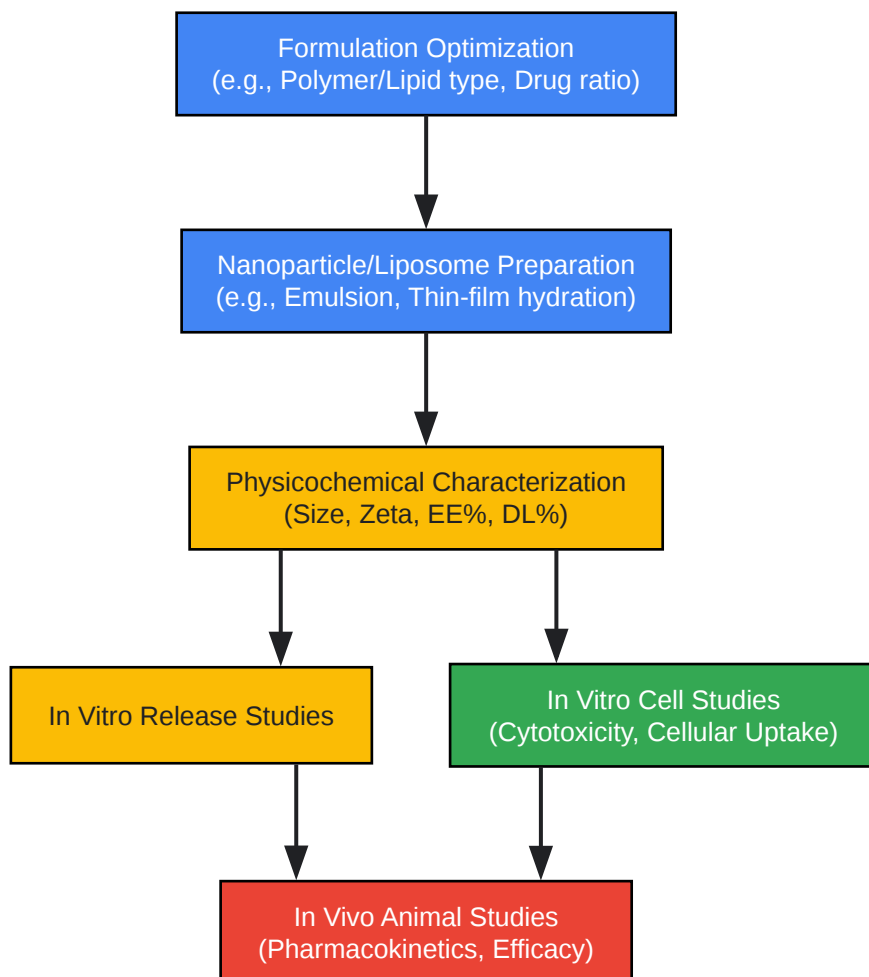 Formulation Optimization
(e.g., Polymer/Lipid type, Drug ratio)
Nanoparticle/Liposome Preparation
(e.g., Emulsion, Thin-film hydration)
Physicochemical Characterization
(Size, Zeta, EE%, DL%)
In Vitro Release Studies
In Vitro Cell Studies
(Cytotoxicity, Cellular Uptake)
In Vivo Animal Studies
(Pharmacokinetics, Efficacy)